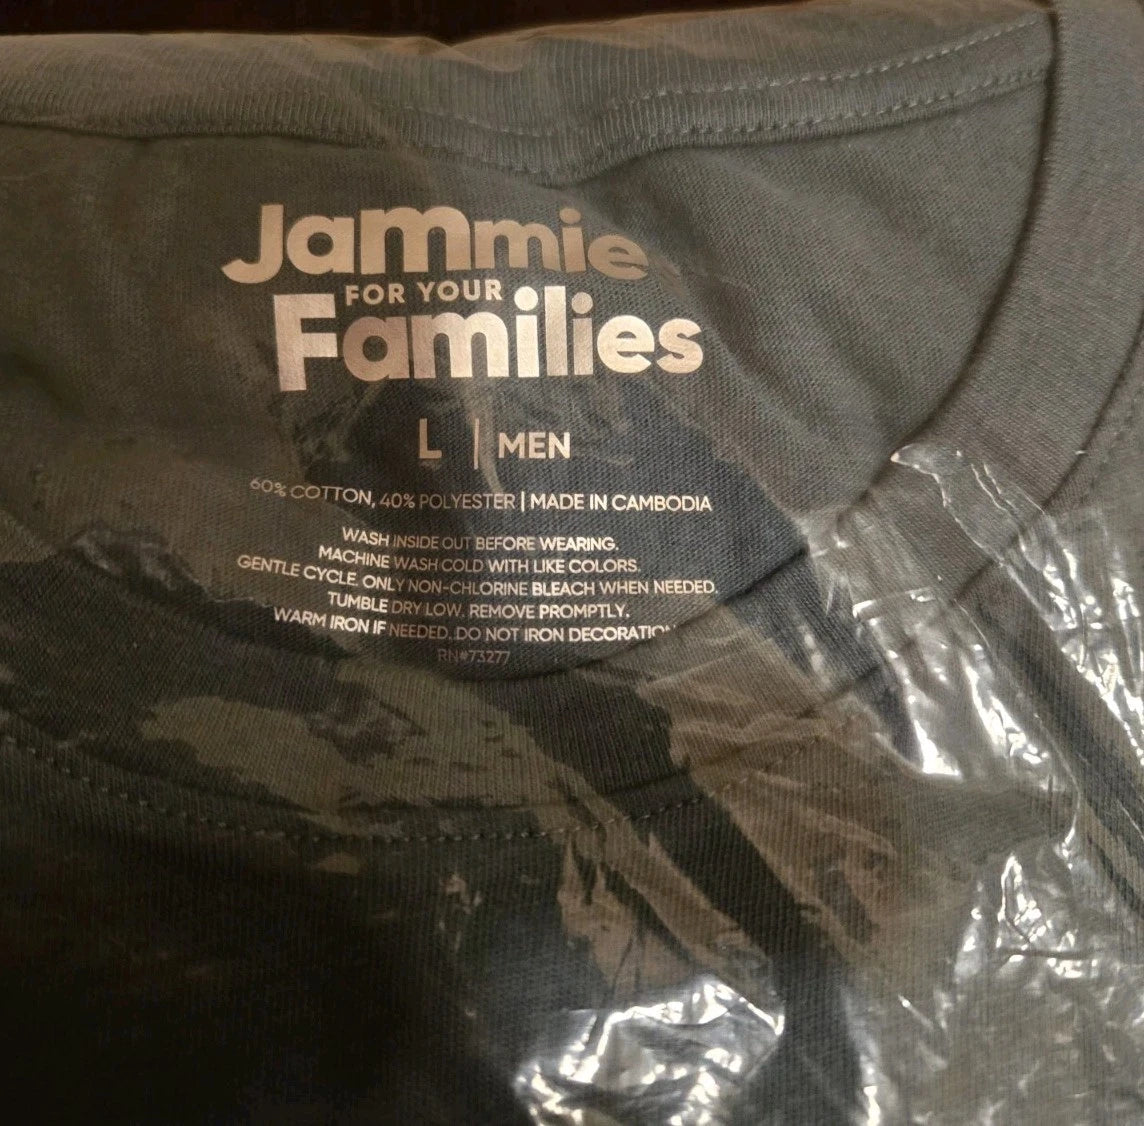 Jammie
FOR YOUR
Families
L | MEN
60% COTTON, 40% POLYESTER | MADE IN CAMBODIA
WASH INSIDE OUT BEFORE WEARING.
MACHINE WASH COLD WITH LIKE COLORS.
GENTLE CYCLE. ONLY NON-CHLORINE BLEACH WHEN NEEDED.
TUMBLE DRY LOW. REMOVE PROMPTLY.
WARM IRON IF NEEDED. DO NOT IRON DECORATION
RN#73277